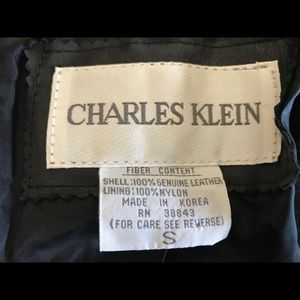 CHARLES KLEIN
FIBER CONTENT
SHELL:100%GENUINE LEATHER
LINING:100%NYLON
MADE IN KOREA
RN 38843
(FOR CARE SEE REVERSE)
S